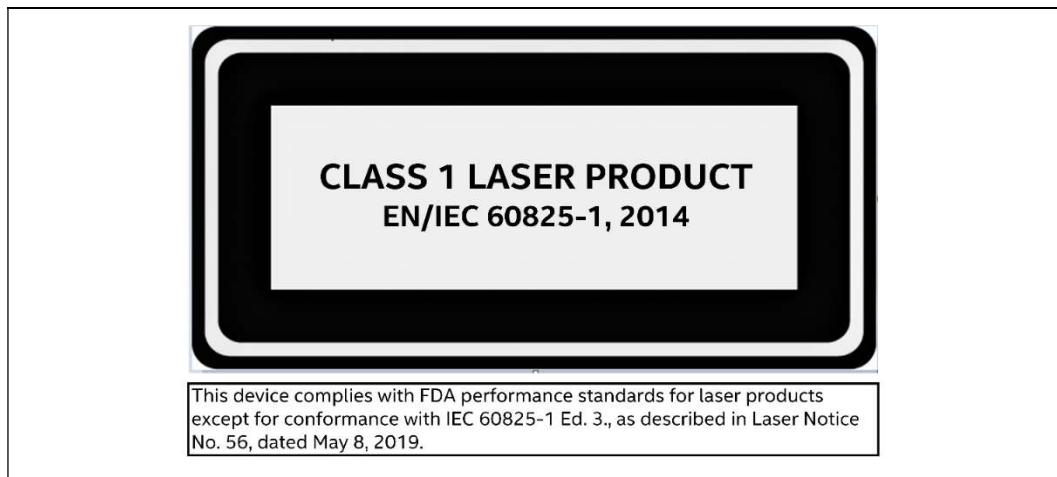 CLASS 1 LASER PRODUCT
EN/IEC 60825-1, 2014
This device complies with FDA performance standards for laser products
except for conformance with IEC 60825-1 Ed. 3., as described in Laser Notice
No. 56, dated May 8, 2019.